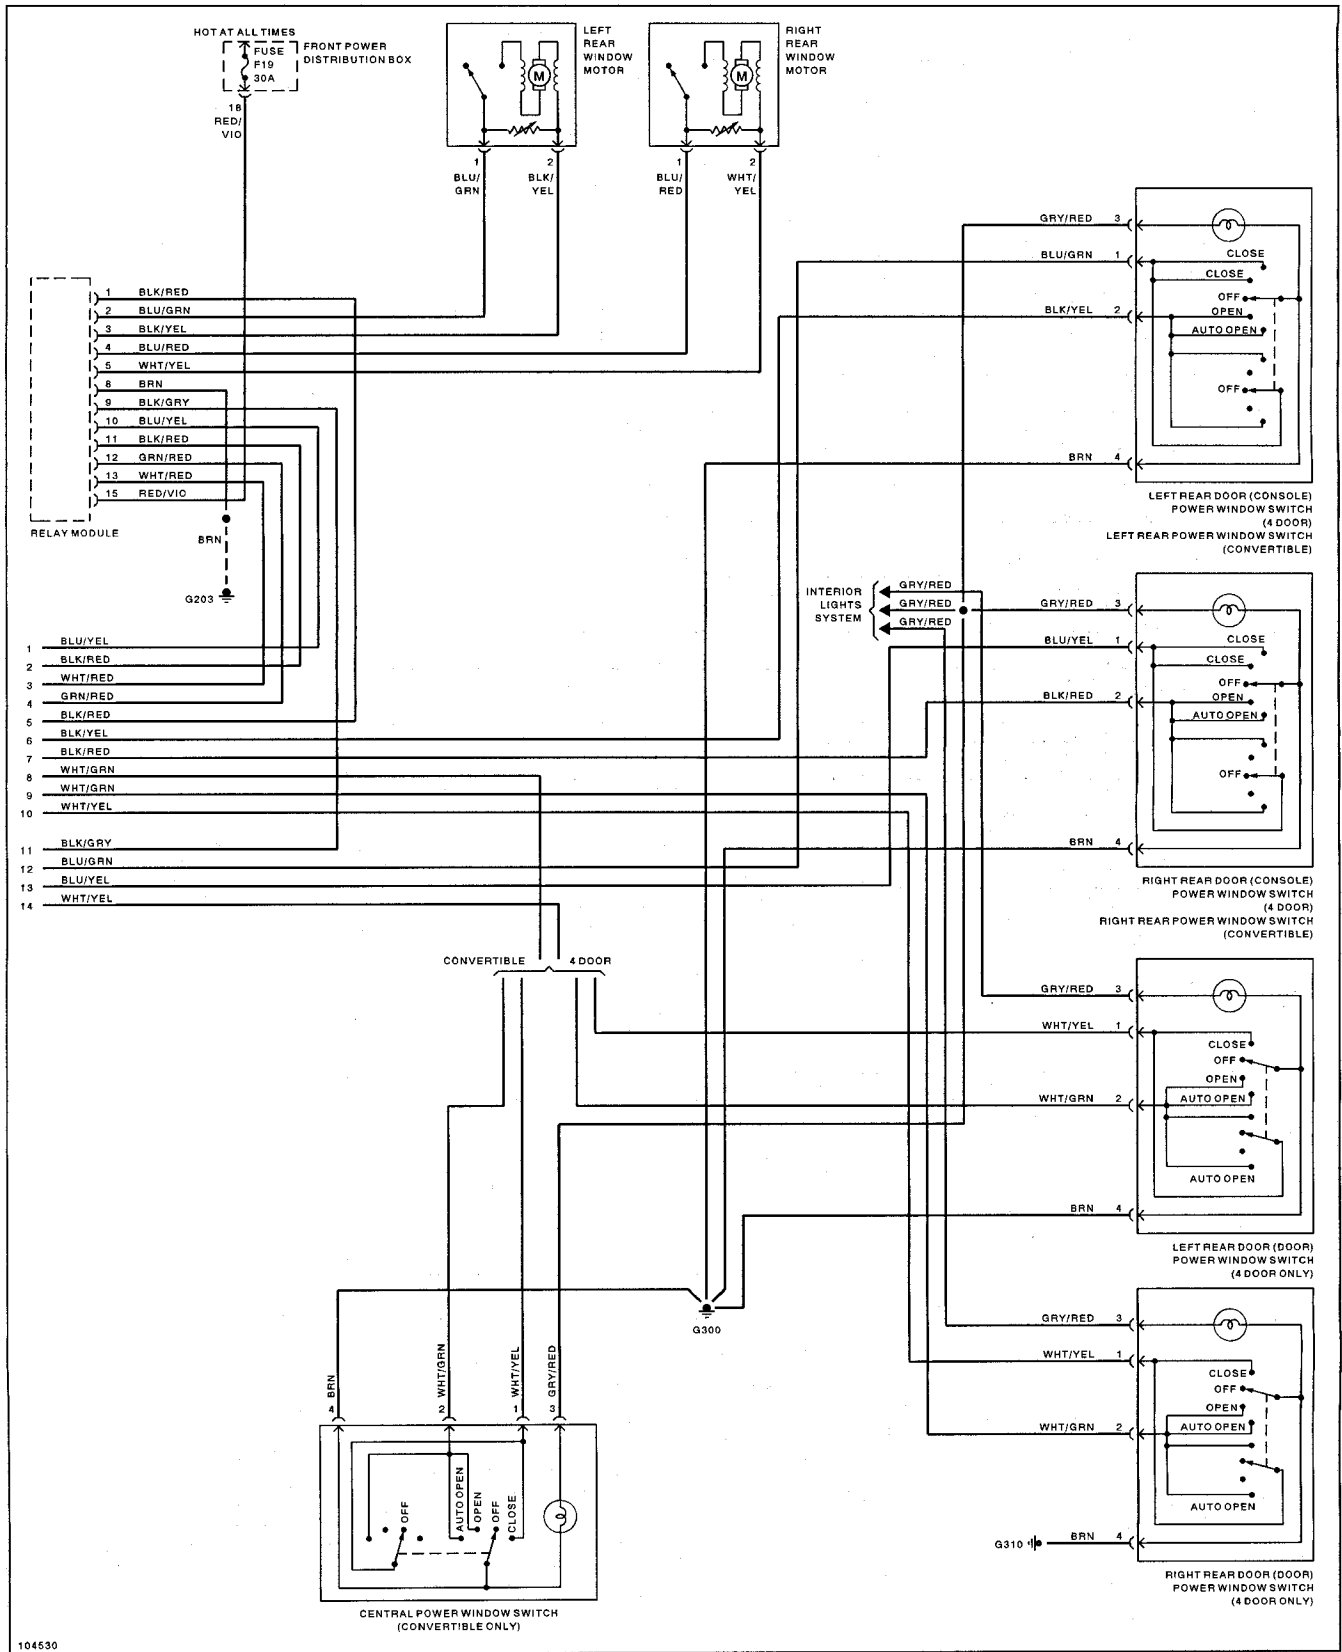 HOT AT ALL TIMES
FUSE
F19
30A
FRONT POWER
DISTRIBUTION BOX
18
RED/
VIO
LEFT
REAR
WINDOW
MOTOR
M
1
BLU/
GRN
2
BLK/
YEL
RIGHT
REAR
WINDOW
MOTOR
M
1
BLU/
RED
2
WHT/
YEL
1 BLK/RED
2 BLU/GRN
3 BLK/YEL
4 BLU/RED
5 WHT/YEL
8 BRN
9 BLK/GRY
10 BLU/YEL
11 BLK/RED
12 GRN/RED
13 WHT/RED
15 RED/VIO
RELAY MODULE
BRN
G203
1 BLU/YEL
2 BLK/RED
3 WHT/RED
4 GRN/RED
5 BLK/RED
6 BLK/YEL
7 BLK/RED
8 WHT/GRN
9 WHT/GRN
10 WHT/YEL
11 BLK/GRY
12 BLU/GRN
13 BLU/YEL
14 WHT/YEL
GRY/RED 3
BLU/GRN 1
CLOSE
CLOSE
OFF
BLK/YEL 2
OPEN
AUTO OPEN
OFF
BRN 4
LEFT REAR DOOR (CONSOLE)
POWER WINDOW SWITCH
(4 DOOR)
LEFT REAR POWER WINDOW SWITCH
(CONVERTIBLE)
INTERIOR
LIGHTS
SYSTEM
GRY/RED
GRY/RED
GRY/RED
GRY/RED 3
BLU/YEL 1
CLOSE
CLOSE
OFF
BLK/RED 2
OPEN
AUTO OPEN
OFF
BRN 4
RIGHT REAR DOOR (CONSOLE)
POWER WINDOW SWITCH
(4 DOOR)
RIGHT REAR POWER WINDOW SWITCH
(CONVERTIBLE)
CONVERTIBLE
4 DOOR
GRY/RED 3
WHT/YEL 1
CLOSE
OFF
OPEN
WHT/GRN 2
AUTO OPEN
AUTO OPEN
BRN 4
LEFT REAR DOOR (DOOR)
POWER WINDOW SWITCH
(4 DOOR ONLY)
G300
GRY/RED 3
WHT/YEL 1
CLOSE
OFF
OPEN
WHT/GRN 2
AUTO OPEN
AUTO OPEN
G310
BRN 4
RIGHT REAR DOOR (DOOR)
POWER WINDOW SWITCH
(4 DOOR ONLY)
4 BRN
2 WHT/GRN
1 WHT/YEL
3 GRY/RED
OFF
AUTO OPEN
OPEN
OFF
CLOSE
CENTRAL POWER WINDOW SWITCH
(CONVERTIBLE ONLY)
104530